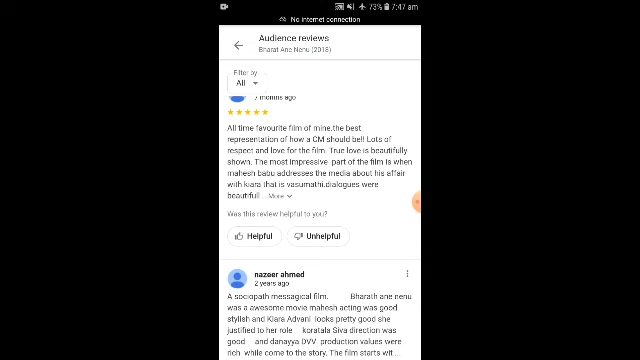 73% 7:47 am
No internet connection
Audience reviews
Bharat Ane Nenu (2018)
Filter by
All
7 months ago
All time favourite film of mine.the best
representation of how a CM should be!! Lots of
respect and love for the film. True love is beautifully
shown. The most impressive part of the film is when
mahesh babu addresses the media about his affair
with kiara that is vasumathi.dialogues were
beautifull ... More
Was this review helpful to you?
Helpful Unhelpful
nazeer ahmed
2 years ago
A sociopath messagical film. Bharath ane nenu
was a awesome movie mahesh acting was good
stylish and Kiara Advani looks pretty good she
justified to her role koratala Siva direction was
good and danayya DVV production values were
rich while come to the story. The film starts wit ...